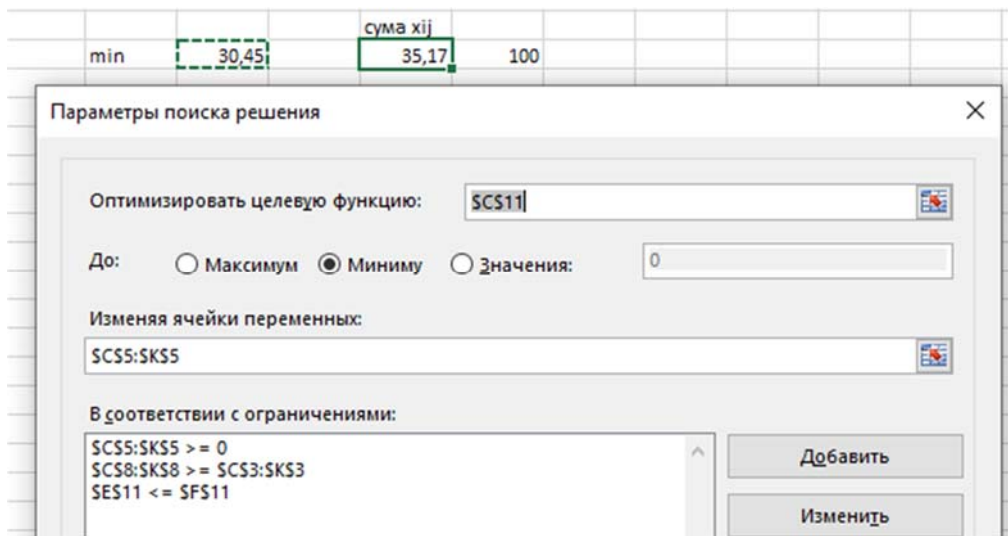 сума xij
min 30,45 35,17 100
Параметры поиска решения
Оптимизировать целевую функцию: $C$11
До: Максимум Миниму Значения: 0
Изменяя ячейки переменных:
$C$5:$K$5
В соответствии с ограничениями:
$C$5:$K$5 >= 0
$C$8:$K$8 >= $C$3:$K$3
$E$11 <= $F$11
Добавить
Изменить